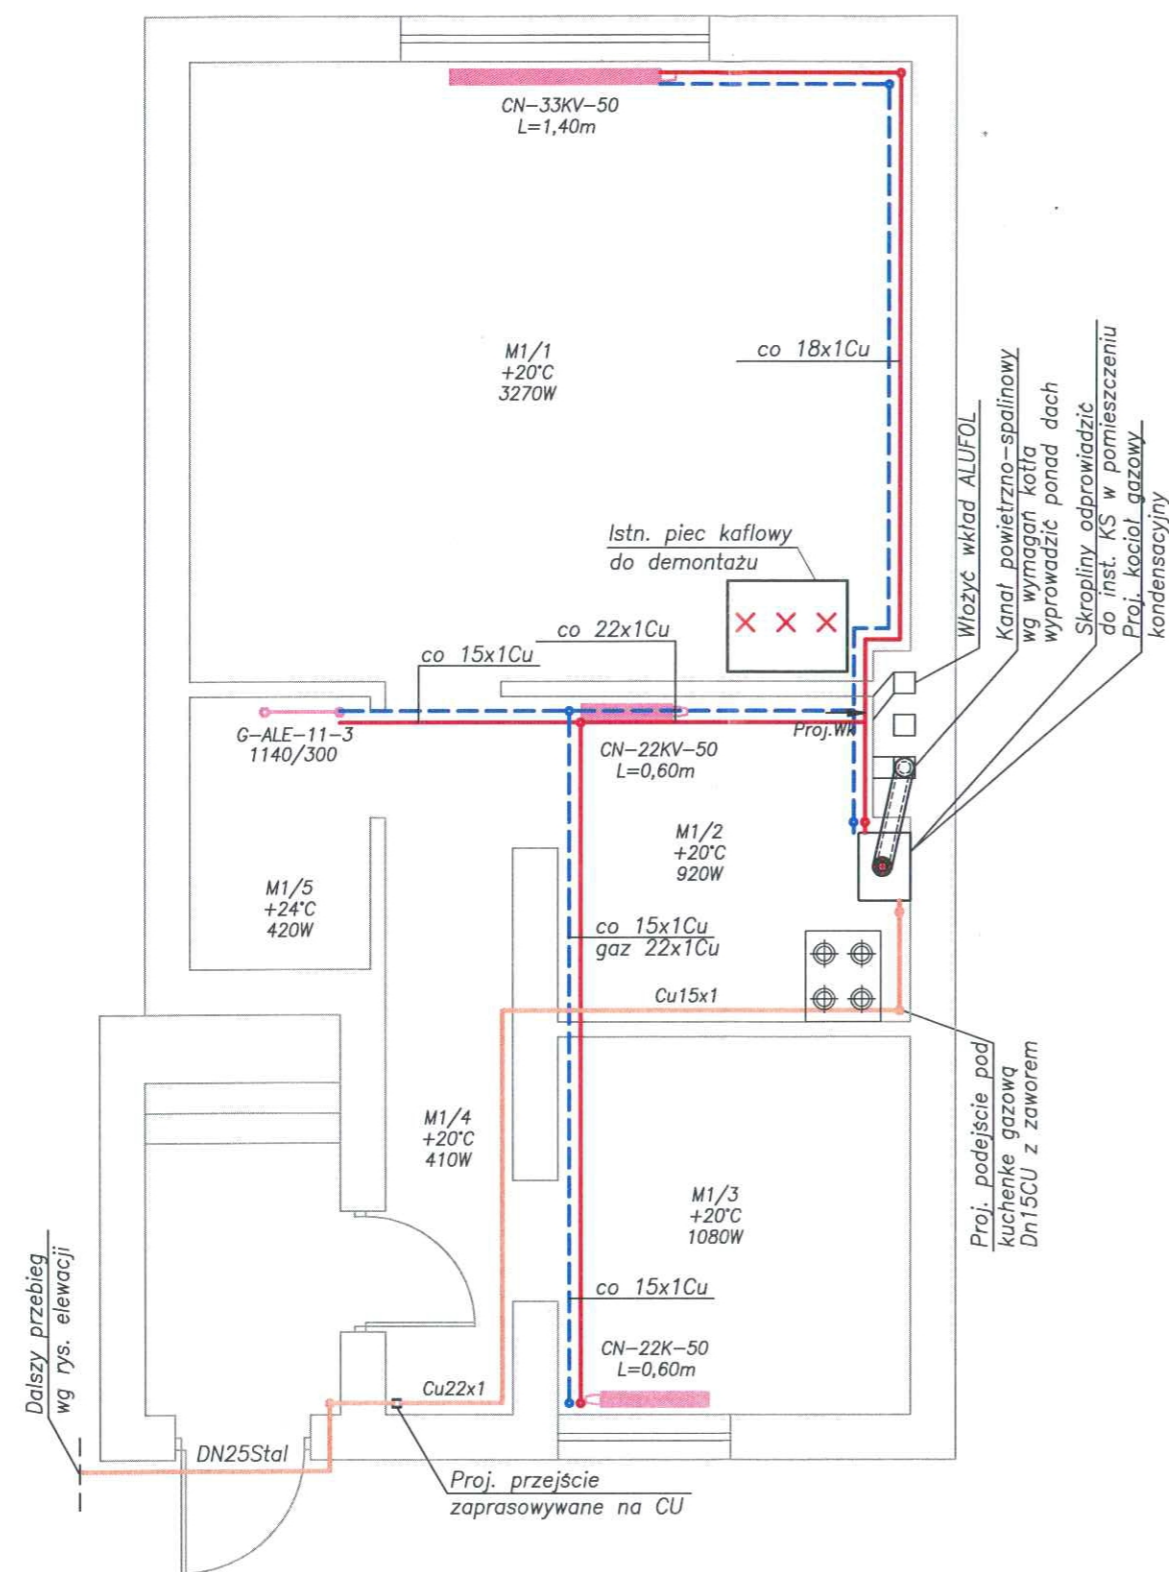 CN-33KV-50
L=1,40m
M1/1
+20°C
3270W
co 18x1Cu
Istn. piec kaflowy
do demontażu
co 22x1Cu
co 15x1Cu
G-ALE-11-3
1140/300
CN-22KV-50
L=0,60m
Proj.WK
M1/2
+20°C
920W
M1/5
+24°C
420W
co 15x1Cu
gaz 22x1Cu
Cu15x1
M1/4
+20°C
410W
M1/3
+20°C
1080W
co 15x1Cu
CN-22K-50
L=0,60m
Cu22x1
DN25Stal
Proj. przejście
zaprasowywane na CU
Dalszy przebieg
wg rys. elewacji
Włożyć wkład ALUFOL
Kanał powietrzno-spalinowy
wg wymagań kotła
wyprowadzić ponad dach
Skropliny odprowiadzić
do inst. KS w pomieszczeniu
Proj. kocioł gazowy
kondensacyjny
Proj. podejście pod
kuchenke gazową
Dn15CU z zaworem